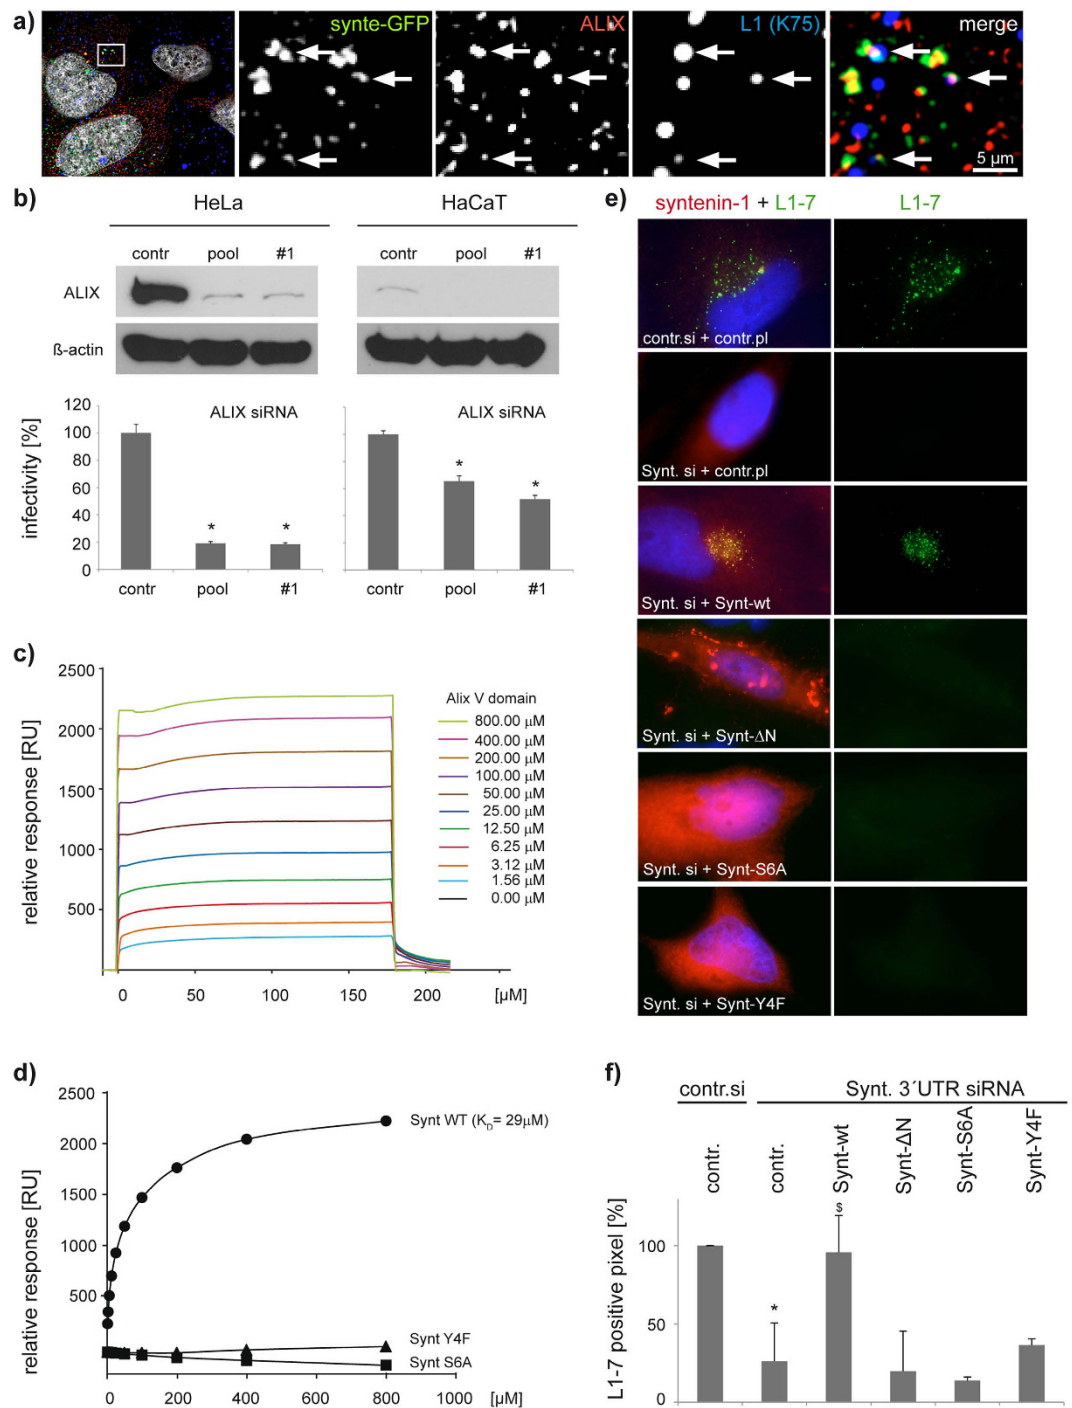 a)
synte-GFP
ALIX
L1 (K75)
merge
5 µm
b)
HeLa
HaCaT
contr pool #1
contr pool #1
ALIX
ß-actin
ALIX siRNA
ALIX siRNA
infectivity [%]
120
100
80
60
40
20
0
*
*
*
*
contr pool #1
contr pool #1
c)
relative response [RU]
2500
2000
1500
1000
500
0 50 100 150 200 [µM]
Alix V domain
800.00 µM
400.00 µM
200.00 µM
100.00 µM
50.00 µM
25.00 µM
12.50 µM
6.25 µM
3.12 µM
1.56 µM
0.00 µM
d)
relative response [RU]
2500
2000
1500
1000
500
0 200 400 600 800 1000 [µM]
Synt WT (KD= 29µM)
Synt Y4F
Synt S6A
e)
syntenin-1 + L1-7
L1-7
contr.si + contr.pl
Synt. si + contr.pl
Synt. si + Synt-wt
Synt. si + Synt-ΔN
Synt. si + Synt-S6A
Synt. si + Synt-Y4F
f)
contr.si
Synt. 3´UTR siRNA
contr.
contr.
Synt-wt
Synt-ΔN
Synt-S6A
Synt-Y4F
L1-7 positive pixel [%]
100
50
0
*
$